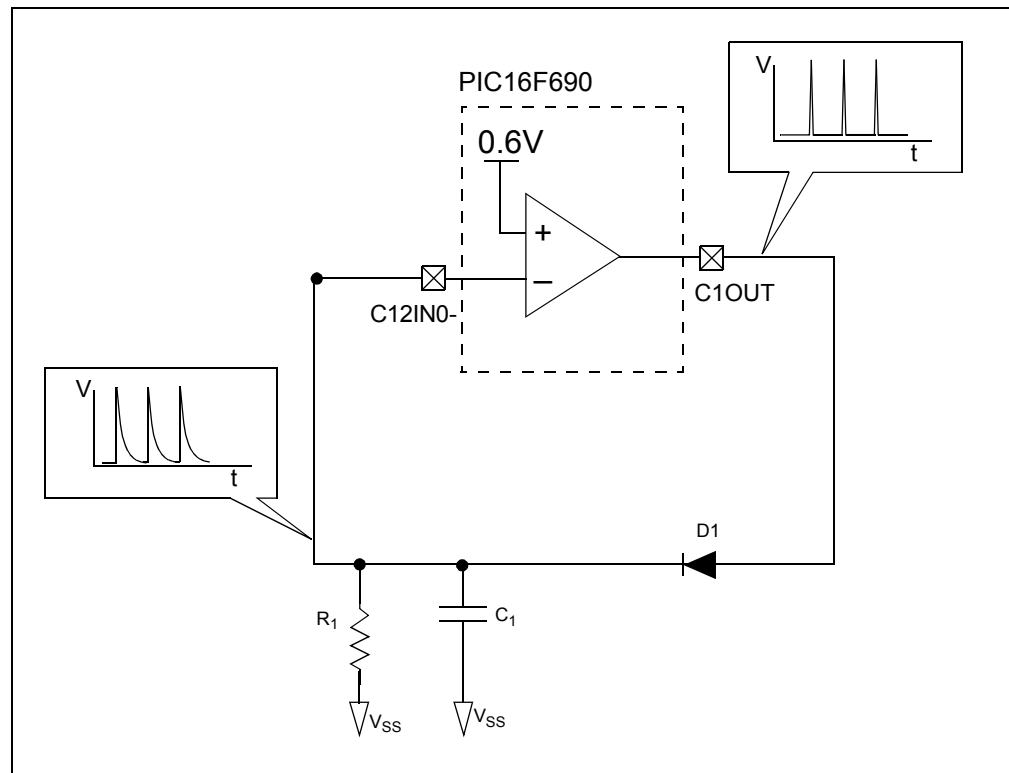 PIC16F690
0.6V
+
–
C12IN0-
C1OUT
V
t
V
t
D1
R1
C1
VSS
VSS